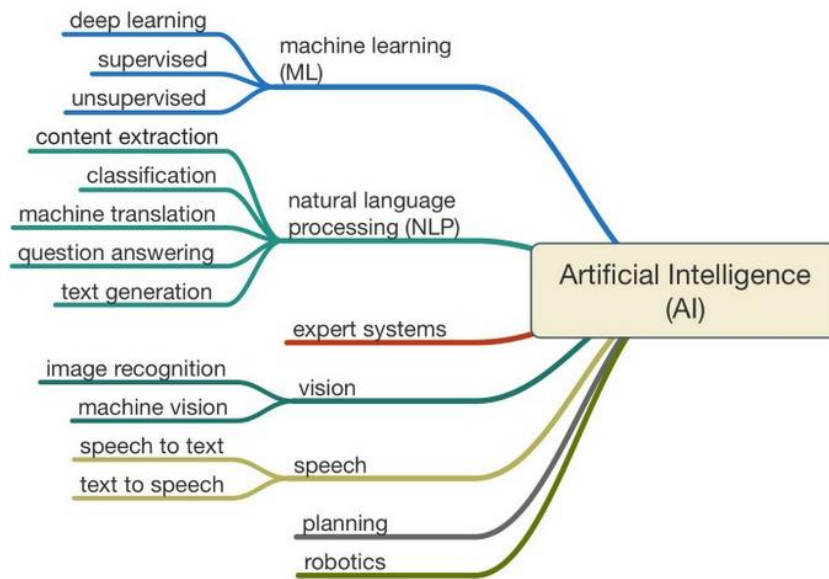 deep learning
supervised
unsupervised
machine learning
(ML)
content extraction
classification
machine translation
question answering
text generation
natural language
processing (NLP)
Artificial Intelligence
(AI)
expert systems
image recognition
machine vision
vision
speech to text
text to speech
speech
planning
robotics